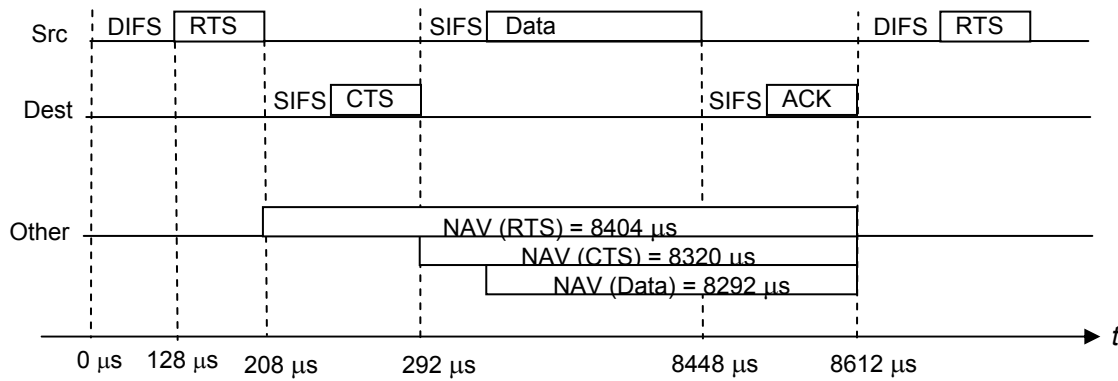 Src DIFS RTS SIFS Data DIFS RTS
Dest SIFS CTS SIFS ACK
Other NAV (RTS) = 8404 μs
NAV (CTS) = 8320 μs
NAV (Data) = 8292 μs
t
0 μs 128 μs 208 μs 292 μs 8448 μs 8612 μs